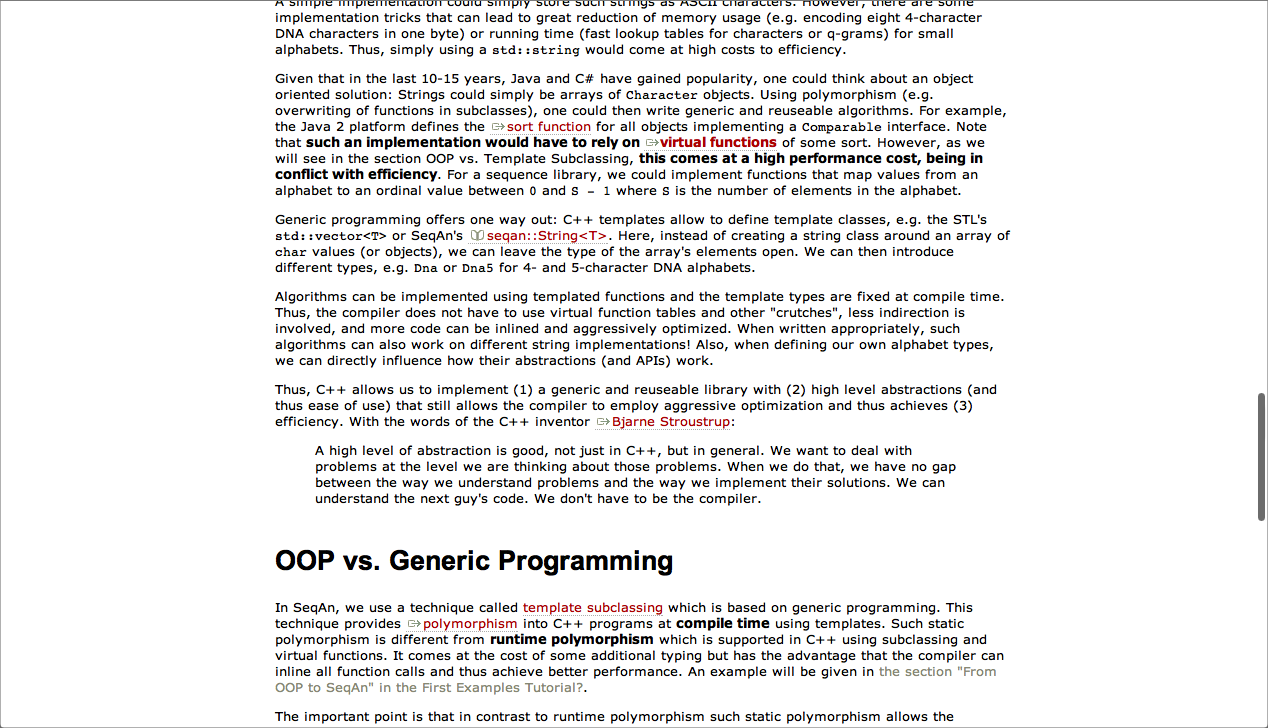 A simple implementation could simply store such strings as ASCII characters. However, there are some
implementation tricks that can lead to great reduction of memory usage (e.g. encoding eight 4-character
DNA characters in one byte) or running time (fast lookup tables for characters or q-grams) for small
alphabets. Thus, simply using a std::string would come at high costs to efficiency.
Given that in the last 10-15 years, Java and C# have gained popularity, one could think about an object
oriented solution: Strings could simply be arrays of Character objects. Using polymorphism (e.g.
overwriting of functions in subclasses), one could then write generic and reuseable algorithms. For example,
the Java 2 platform defines the sort function for all objects implementing a Comparable interface. Note
that such an implementation would have to rely on virtual functions of some sort. However, as we
will see in the section OOP vs. Template Subclassing, this comes at a high performance cost, being in
conflict with efficiency. For a sequence library, we could implement functions that map values from an
alphabet to an ordinal value between 0 and S - 1 where S is the number of elements in the alphabet.
Generic programming offers one way out: C++ templates allow to define template classes, e.g. the STL's
std::vector<T> or SeqAn's seqan::String<T>. Here, instead of creating a string class around an array of
char values (or objects), we can leave the type of the array's elements open. We can then introduce
different types, e.g. Dna or Dna5 for 4- and 5-character DNA alphabets.
Algorithms can be implemented using templated functions and the template types are fixed at compile time.
Thus, the compiler does not have to use virtual function tables and other "crutches", less indirection is
involved, and more code can be inlined and aggressively optimized. When written appropriately, such
algorithms can also work on different string implementations! Also, when defining our own alphabet types,
we can directly influence how their abstractions (and APIs) work.
Thus, C++ allows us to implement (1) a generic and reuseable library with (2) high level abstractions (and
thus ease of use) that still allows the compiler to employ aggressive optimization and thus achieves (3)
efficiency. With the words of the C++ inventor Bjarne Stroustrup:
A high level of abstraction is good, not just in C++, but in general. We want to deal with
problems at the level we are thinking about those problems. When we do that, we have no gap
between the way we understand problems and the way we implement their solutions. We can
understand the next guy's code. We don't have to be the compiler.
OOP vs. Generic Programming
In SeqAn, we use a technique called template subclassing which is based on generic programming. This
technique provides polymorphism into C++ programs at compile time using templates. Such static
polymorphism is different from runtime polymorphism which is supported in C++ using subclassing and
virtual functions. It comes at the cost of some additional typing but has the advantage that the compiler can
inline all function calls and thus achieve better performance. An example will be given in the section "From
OOP to SeqAn" in the First Examples Tutorial?.
The important point is that in contrast to runtime polymorphism such static polymorphism allows the